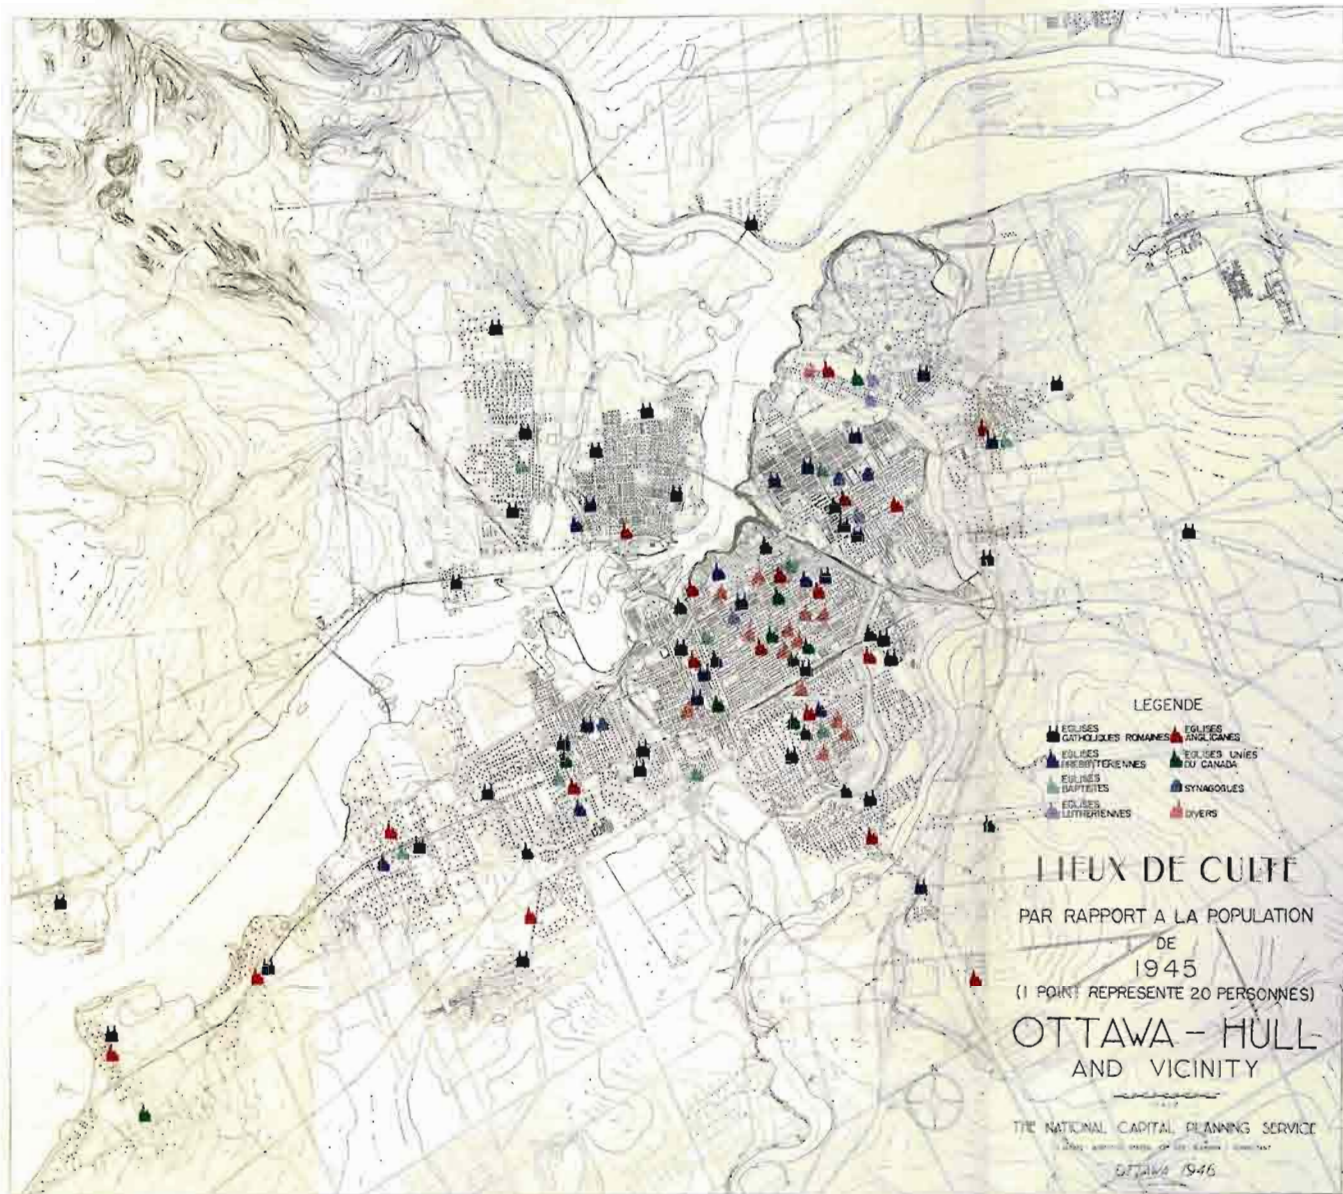 LEGENDE
EGLISES
CATHOLIQUES ROMAINES
EGLISES
ANGLICANES
EGLISES
PRESBYTERIENNES
EGLISES UNIES
DU CANADA
EGLISES
BAPTISTES
SYNAGOGUES
EGLISES
LUTHERIENNES
DIVERS
LIEUX DE CULTE
PAR RAPPORT A LA POPULATION
DE
1945
(1 POINT REPRESENTE 20 PERSONNES)
OTTAWA - HULL
AND VICINITY
THE NATIONAL CAPITAL PLANNING SERVICE
OTTAWA 1946
N